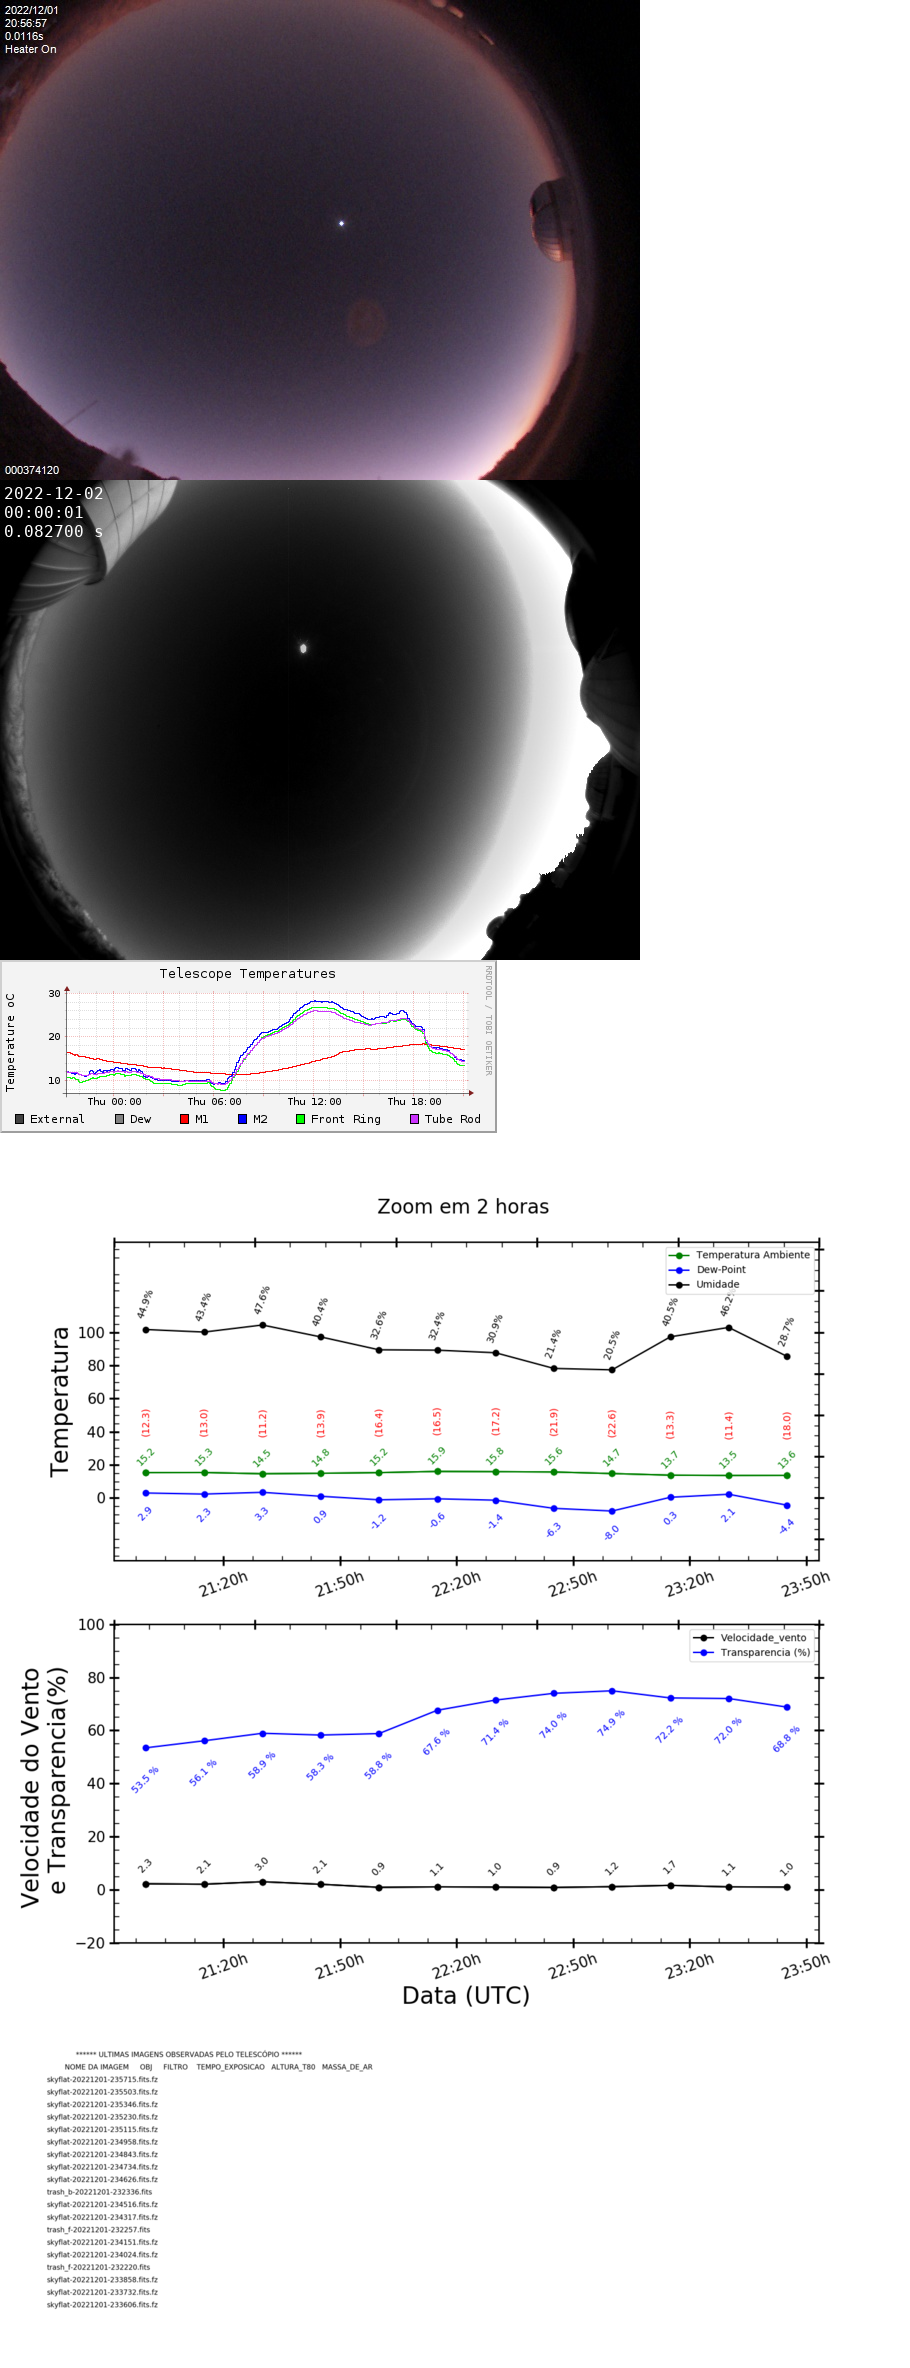 2022/12/01
20:56:57
0.0116s
Heater On
000374120
2022-12-02
00:00:01
0.082700 s
Telescope Temperatures
RRDTOOL / TOBI OETIKER
Temperature oC
30
20
10
Thu 00:00 Thu 06:00 Thu 12:00 Thu 18:00
External Dew M1 M2 Front Ring Tube Rod
Zoom em 2 horas
Temperatura Ambiente
Dew-Point
Umidade
Temperatura
100
80
60
40
20
0
44.9% 43.4% 47.6% 40.4% 32.6% 32.4% 30.9% 21.4% 20.5% 40.5% 46.2 28.7%
(12.3) (13.0) (11.2) (13.9) (16.4) (16.5) (17.2) (21.9) (22.6) (13.3) (11.4) (18.0)
15.2 15.3 14.5 14.8 15.2 15.9 15.8 15.6 14.7 13.7 13.5 13.6
2.9 2.3 3.3 0.9 -1.2 -0.6 -1.4 -6.3 -8.0 0.3 2.1 -4.4
21:20h 21:50h 22:20h 22:50h 23:20h 23:50h
Velocidade_vento
Transparencia (%)
Velocidade do Vento
e Transparencia(%)
100
80
60
40
20
0
−20
53.5 % 56.1 % 58.9 % 58.3 % 58.8 % 67.6 % 71.4 % 74.0 % 74.9 % 72.2 % 72.0 % 68.8 %
2.3 2.1 3.0 2.1 0.9 1.1 1.0 0.9 1.2 1.7 1.1 1.0
21:20h 21:50h 22:20h 22:50h 23:20h 23:50h
Data (UTC)
****** ULTIMAS IMAGENS OBSERVADAS PELO TELESCÓPIO ******
NOME DA IMAGEM OBJ FILTRO TEMPO_EXPOSICAO ALTURA_T80 MASSA_DE_AR
skyflat-20221201-235715.fits.fz
skyflat-20221201-235503.fits.fz
skyflat-20221201-235346.fits.fz
skyflat-20221201-235230.fits.fz
skyflat-20221201-235115.fits.fz
skyflat-20221201-234958.fits.fz
skyflat-20221201-234843.fits.fz
skyflat-20221201-234734.fits.fz
skyflat-20221201-234626.fits.fz
trash_b-20221201-232336.fits
skyflat-20221201-234516.fits.fz
skyflat-20221201-234317.fits.fz
trash_f-20221201-232257.fits
skyflat-20221201-234151.fits.fz
skyflat-20221201-234024.fits.fz
trash_f-20221201-232220.fits
skyflat-20221201-233858.fits.fz
skyflat-20221201-233732.fits.fz
skyflat-20221201-233606.fits.fz